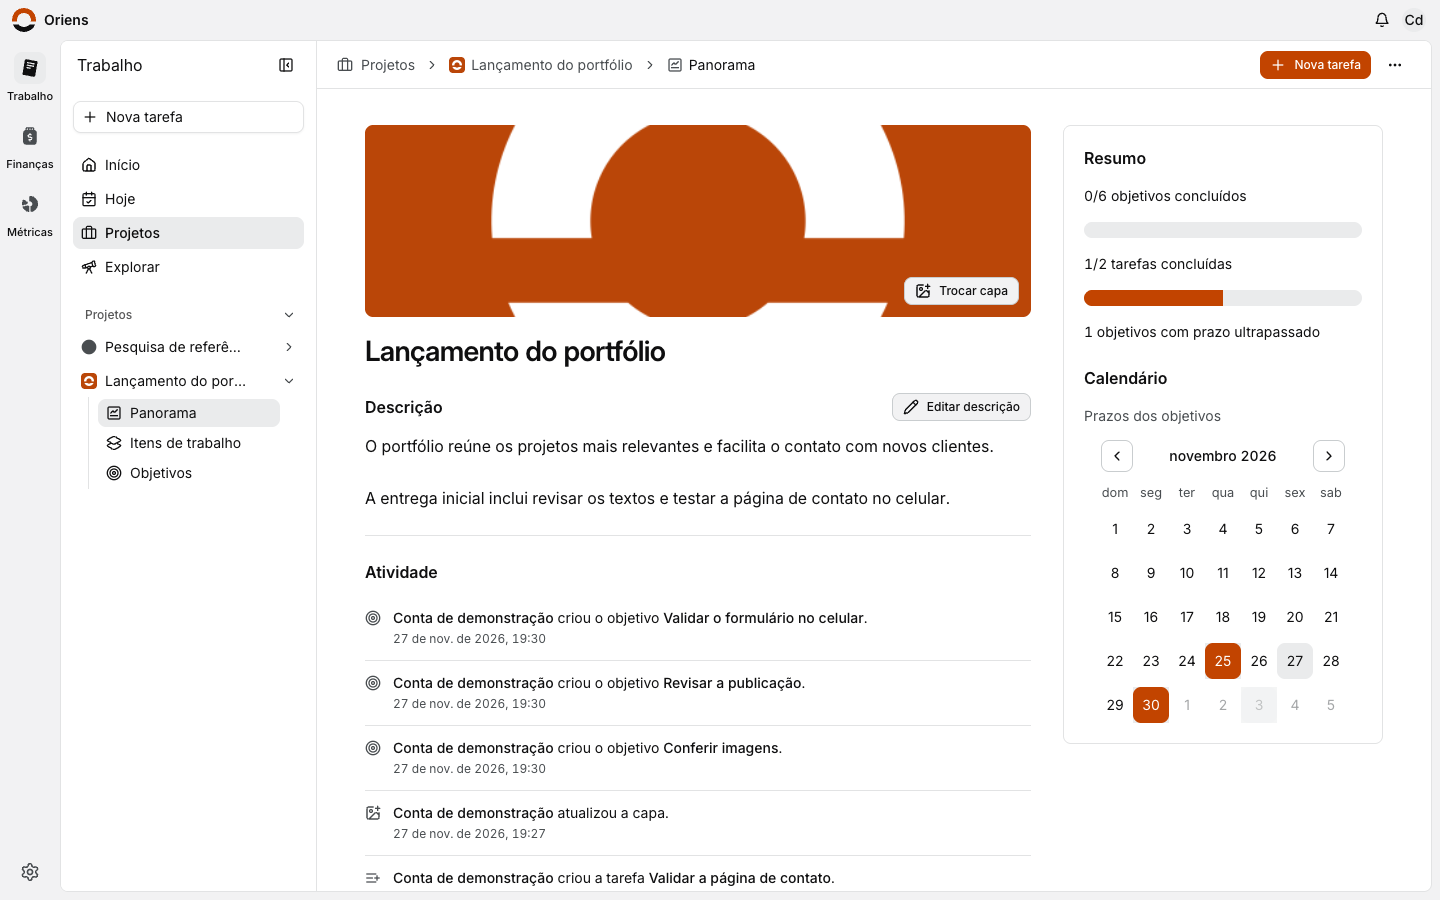 Oriens
Cd
Trabalho
Finanças
Métricas
Trabalho
Nova tarefa
Início
Hoje
Projetos
Explorar
Projetos
Pesquisa de referê...
Lançamento do por...
Panorama
Itens de trabalho
Objetivos
Projetos
Lançamento do portfólio
Panorama
Nova tarefa
Trocar capa
Lançamento do portfólio
Descrição
Editar descrição
O portfólio reúne os projetos mais relevantes e facilita o contato com novos clientes.
A entrega inicial inclui revisar os textos e testar a página de contato no celular.
Atividade
Conta de demonstração criou o objetivo Validar o formulário no celular.
27 de nov. de 2026, 19:30
Conta de demonstração criou o objetivo Revisar a publicação.
27 de nov. de 2026, 19:30
Conta de demonstração criou o objetivo Conferir imagens.
27 de nov. de 2026, 19:30
Conta de demonstração atualizou a capa.
27 de nov. de 2026, 19:27
Conta de demonstração criou a tarefa Validar a página de contato.
Resumo
0/6 objetivos concluídos
1/2 tarefas concluídas
1 objetivos com prazo ultrapassado
Calendário
Prazos dos objetivos
novembro 2026
dom seg ter qua qui sex sab
1 2 3 4 5 6 7
8 9 10 11 12 13 14
15 16 17 18 19 20 21
22 23 24 25 26 27 28
29 30 1 2 3 4 5